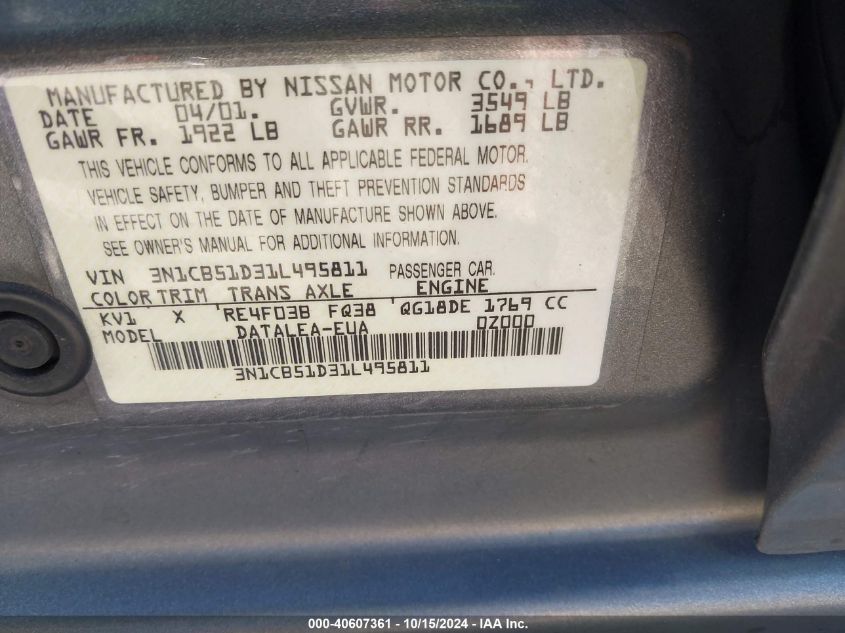 MANUFACTURED BY NISSAN MOTOR CO., LTD.
DATE 04/01. GVWR. 3549 LB
GAWR FR. 1922 LB GAWR RR. 1689 LB
THIS VEHICLE CONFORMS TO ALL APPLICABLE FEDERAL MOTOR
VEHICLE SAFETY, BUMPER AND THEFT PREVENTION STANDARDS
IN EFFECT ON THE DATE OF MANUFACTURE SHOWN ABOVE.
SEE OWNER'S MANUAL FOR ADDITIONAL INFORMATION.
VIN 3N1CB51D31L495811 PASSENGER CAR.
COLOR TRIM TRANS AXLE ENGINE
KV1 X RE4F03B FQ38 QG18DE 1769 CC
MODEL DATALEA-EUA 0Z000
3N1CB51D31L495811
000-40607361 - 10/15/2024 - IAA Inc.